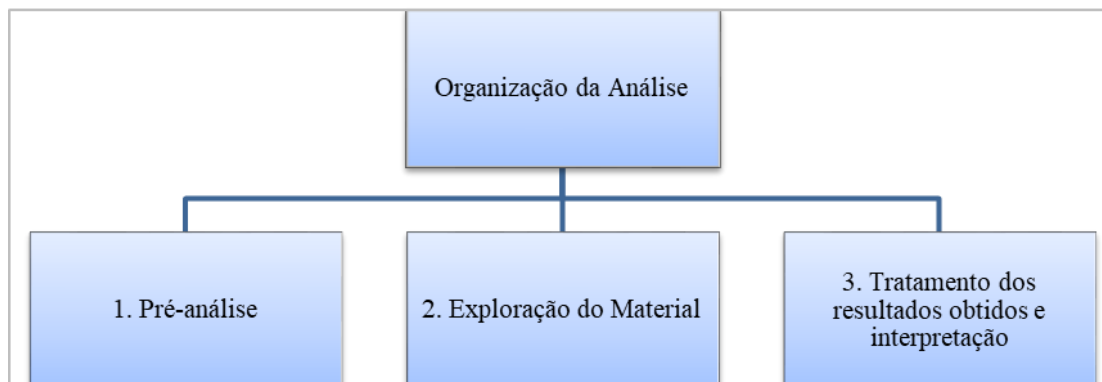 Organização da Análise
1. Pré-análise
2. Exploração do Material
3. Tratamento dos
resultados obtidos e
interpretação